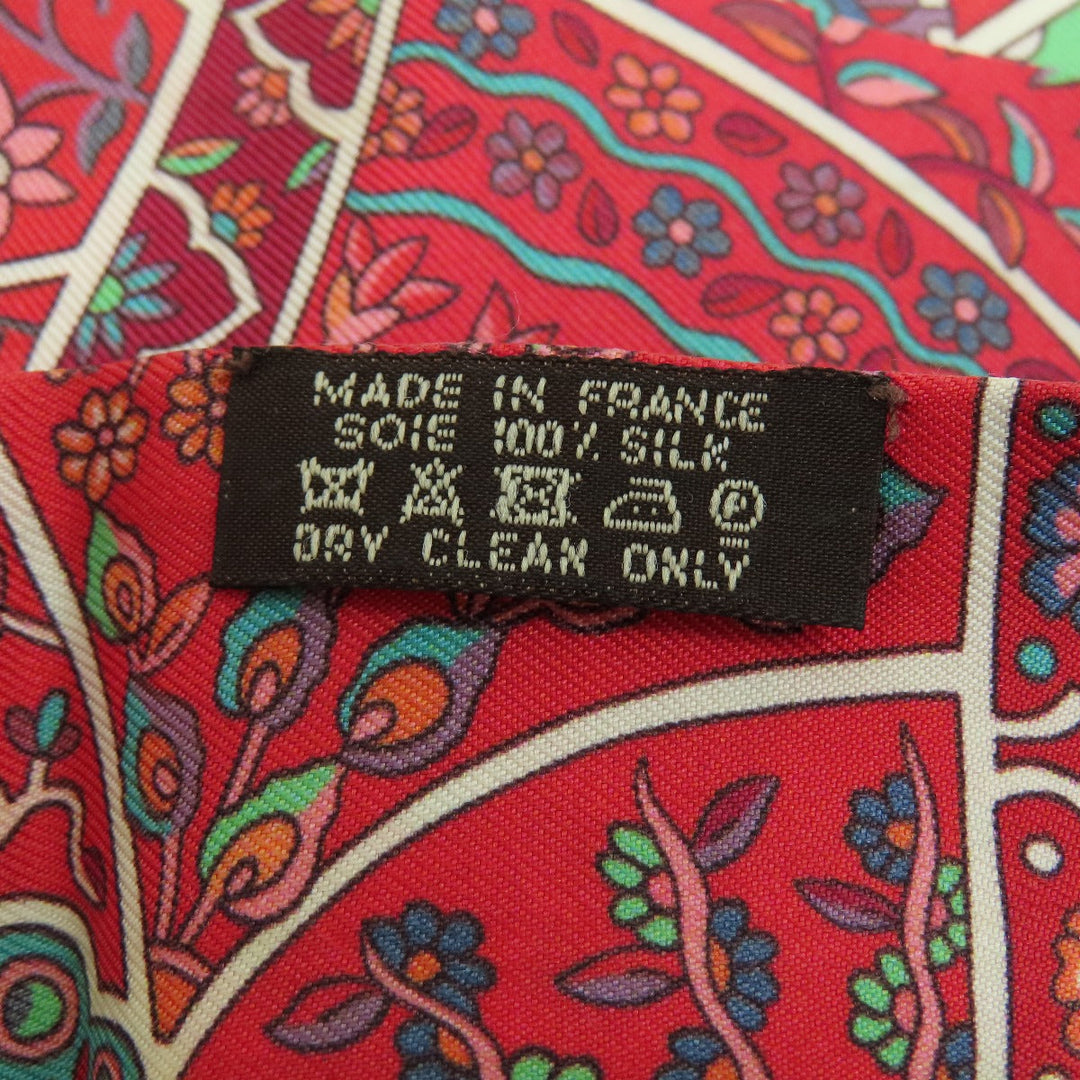 MADE IN FRANCE
SOIE 100% SILK
P
DRY CLEAN ONLY